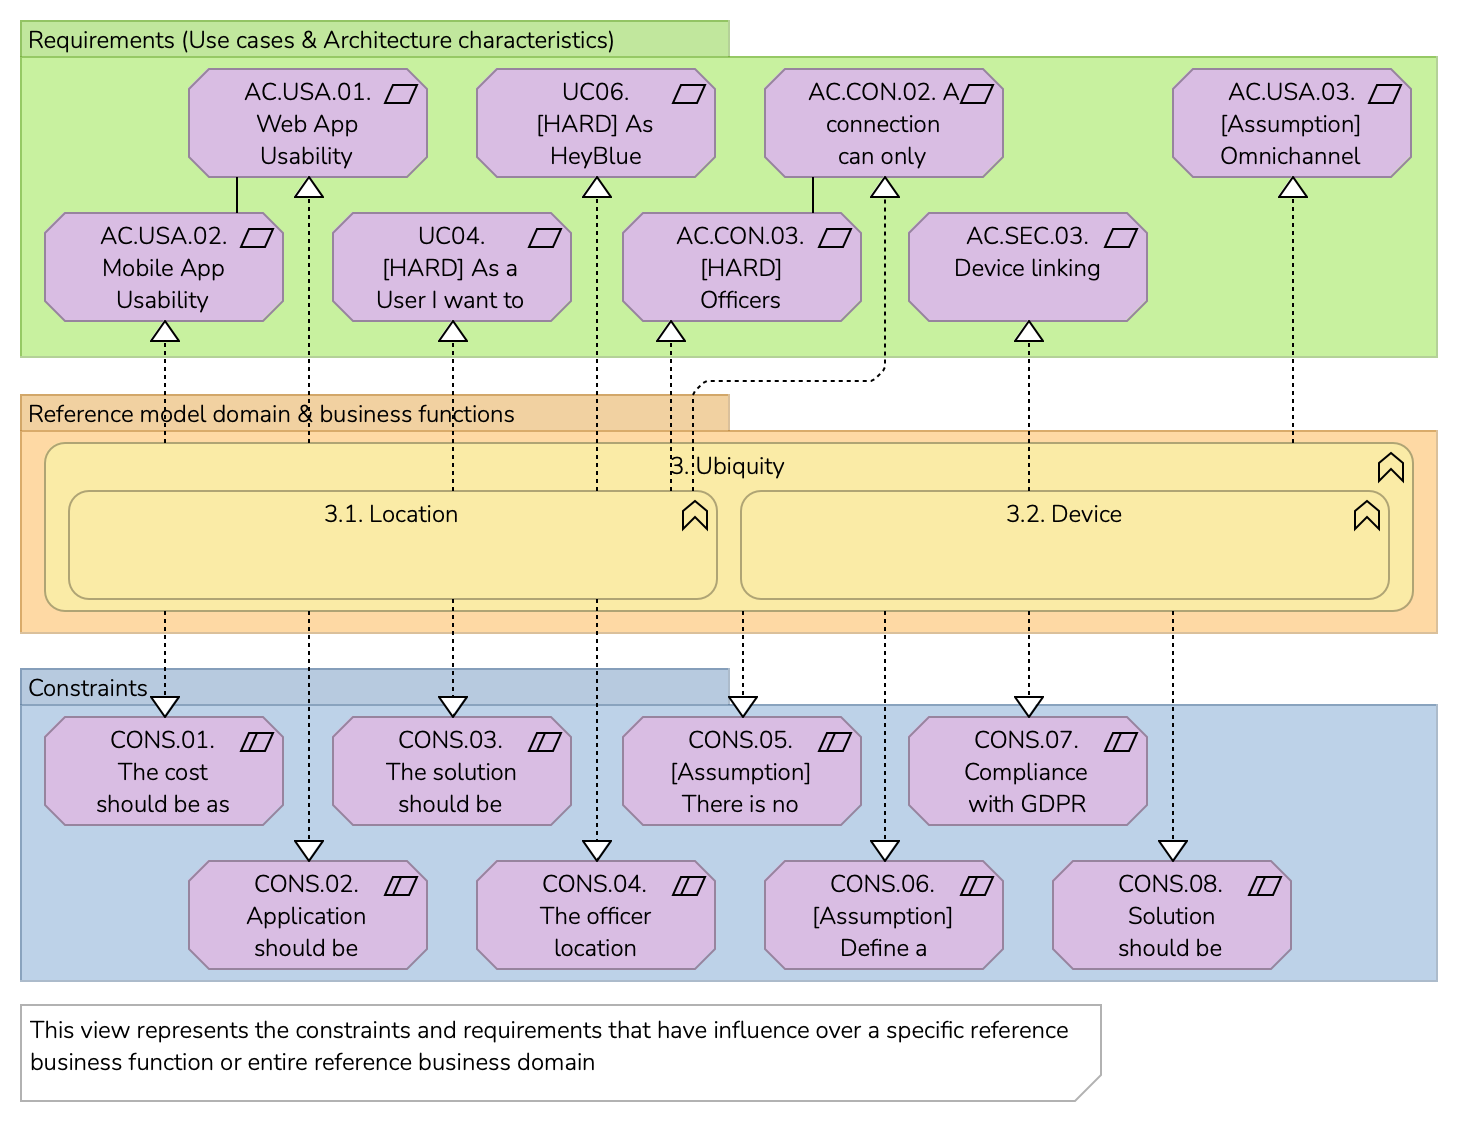 Requirements (Use cases & Architecture characteristics)
AC.USA.01.
Web App
Usability
UC06.
[HARD] As
HeyBlue
AC.CON.02. A
connection
can only
AC.USA.03.
[Assumption]
Omnichannel
AC.USA.02.
Mobile App
Usability
UC04.
[HARD] As a
User I want to
AC.CON.03.
[HARD]
Officers
AC.SEC.03.
Device linking
Reference model domain & business functions
3. Ubiquity
3.1. Location
3.2. Device
Constraints
CONS.01.
The cost
should be as
CONS.03.
The solution
should be
CONS.05.
[Assumption]
There is no
CONS.07.
Compliance
with GDPR
CONS.02.
Application
should be
CONS.04.
The officer
location
CONS.06.
[Assumption]
Define a
CONS.08.
Solution
should be
This view represents the constraints and requirements that have influence over a specific reference
business function or entire reference business domain